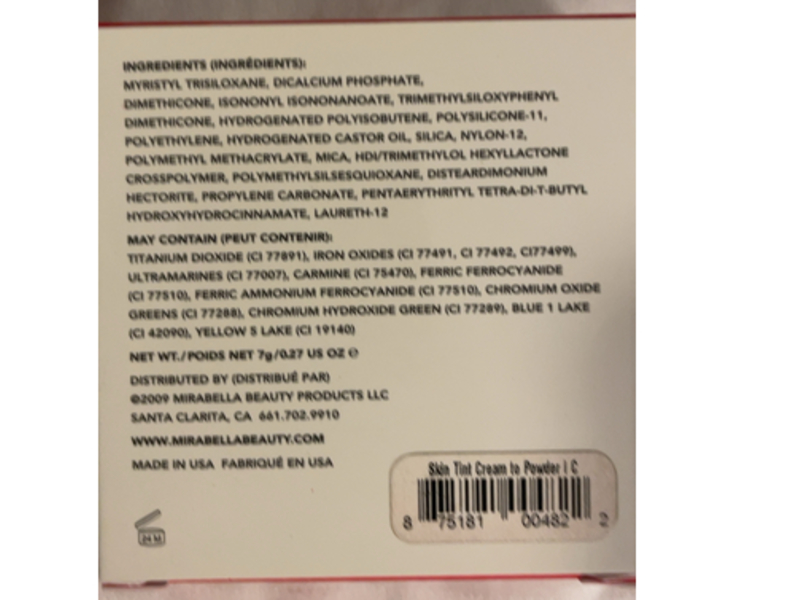 INGREDIENTS (INGRÉDIENTS):
MYRISTYL TRISILOXANE, DICALCIUM PHOSPHATE,
DIMETHICONE, ISONONYL ISONONANOATE, TRIMETHYLSILOXYPHENYL
DIMETHICONE, HYDROGENATED POLYISOBUTENE, POLYSILICONE-11,
POLYETHYLENE, HYDROGENATED CASTOR OIL, SILICA, NYLON-12,
POLYMETHYL METHACRYLATE, MICA, HDI/TRIMETHYLOL HEXYLLACTONE
CROSSPOLYMER, POLYMETHYLSILSESQUIOXANE, DISTEARDIMONIUM
HECTORITE, PROPYLENE CARBONATE, PENTAERYTHRITYL TETRA-DI-T-BUTYL
HYDROXYHYDROCINNAMATE, LAURETH-12
MAY CONTAIN (PEUT CONTENIR):
TITANIUM DIOXIDE (CI 77891), IRON OXIDES (CI 77491, CI 77492, CI77499),
ULTRAMARINES (CI 77007), CARMINE (CI 75470), FERRIC FERROCYANIDE
(CI 77510), FERRIC AMMONIUM FERROCYANIDE (CI 77510), CHROMIUM OXIDE
GREENS (CI 77288), CHROMIUM HYDROXIDE GREEN (CI 77289), BLUE 1 LAKE
(CI 42090), YELLOW 5 LAKE (CI 19140)
NET WT./POIDS NET 7g/0.27 US OZ ℮
DISTRIBUTED BY (DISTRIBUÉ PAR)
©2009 MIRABELLA BEAUTY PRODUCTS LLC
SANTA CLARITA, CA 661.702.9910
WWW.MIRABELLABEAUTY.COM
MADE IN USA FABRIQUÉ EN USA
24 M
Skin Tint Cream to Powder I C
8 75181 00482 2